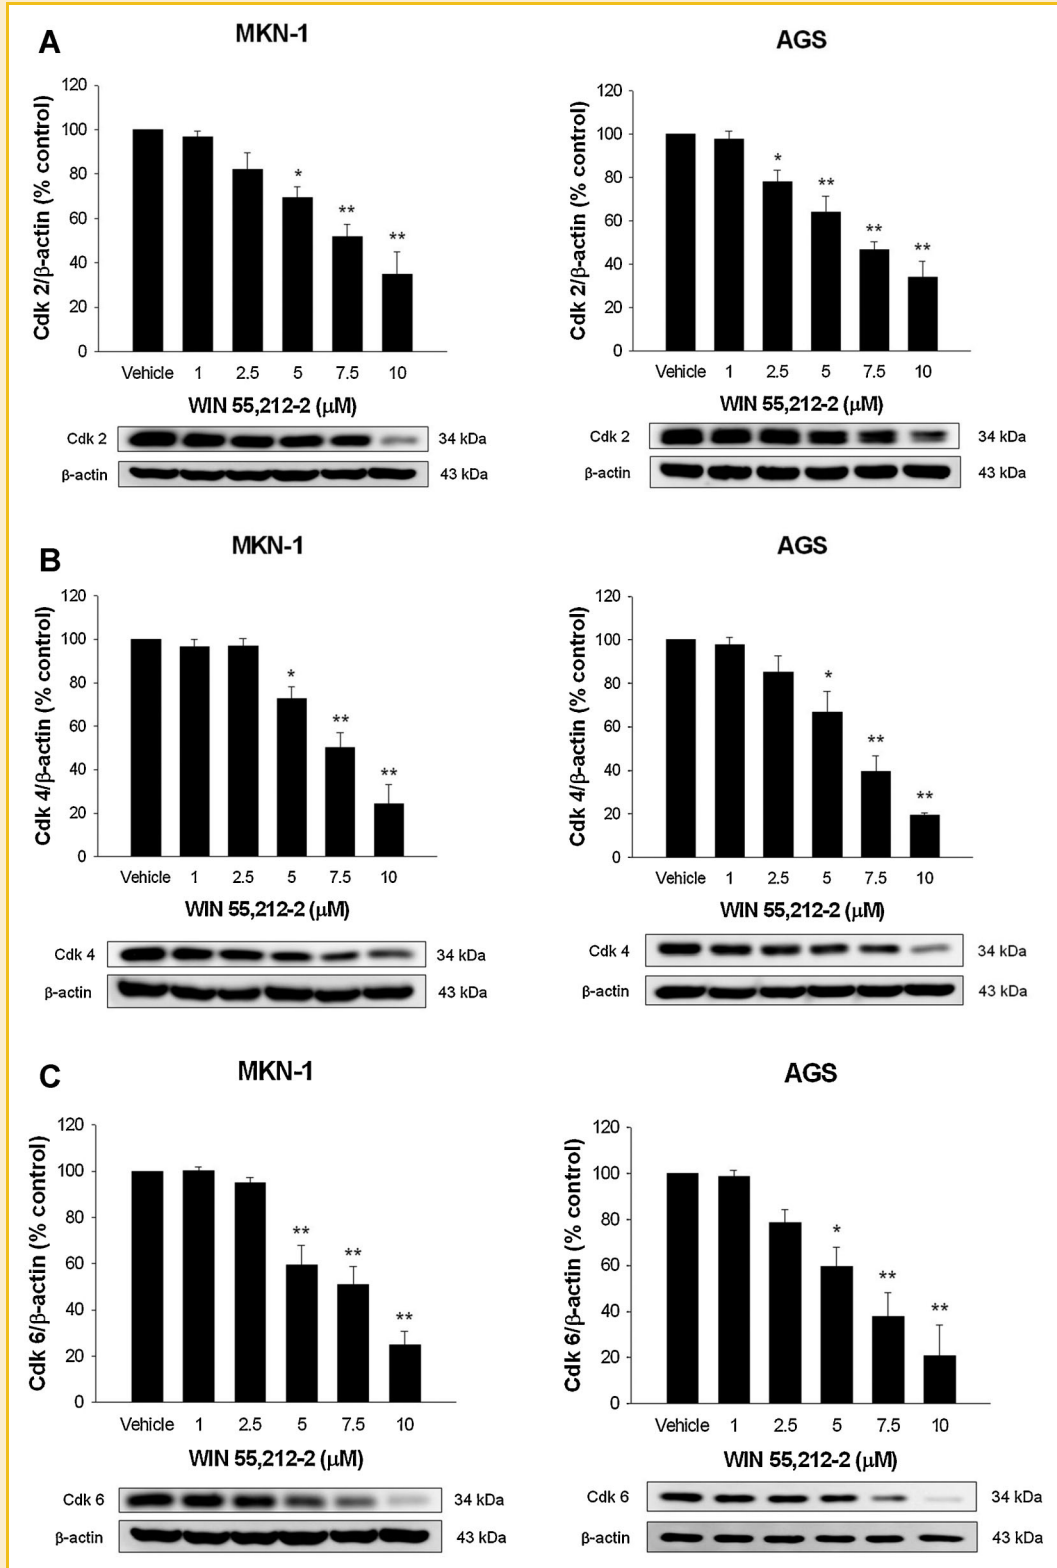 A
MKN-1
AGS
Cdk 2/β-actin (% control)
120
100
80
60
40
20
0
*
**
**
Vehicle 1 2.5 5 7.5 10
WIN 55,212-2 (μM)
Cdk 2 34 kDa
β-actin 43 kDa
Cdk 2/β-actin (% control)
120
100
80
60
40
20
0
*
**
**
**
Vehicle 1 2.5 5 7.5 10
WIN 55,212-2 (μM)
Cdk 2 34 kDa
β-actin 43 kDa
B
MKN-1
AGS
Cdk 4/β-actin (% control)
120
100
80
60
40
20
0
*
**
**
Vehicle 1 2.5 5 7.5 10
WIN 55,212-2 (μM)
Cdk 4 34 kDa
β-actin 43 kDa
Cdk 4/β-actin (% control)
120
100
80
60
40
20
0
*
**
**
Vehicle 1 2.5 5 7.5 10
WIN 55,212-2 (μM)
Cdk 4 34 kDa
β-actin 43 kDa
C
MKN-1
AGS
Cdk 6/β-actin (% control)
120
100
80
60
40
20
0
**
**
**
Vehicle 1 2.5 5 7.5 10
WIN 55,212-2 (μM)
Cdk 6 34 kDa
β-actin 43 kDa
Cdk 6/β-actin (% control)
120
100
80
60
40
20
0
*
**
**
Vehicle 1 2.5 5 7.5 10
WIN 55,212-2 (μM)
Cdk 6 34 kDa
β-actin 43 kDa